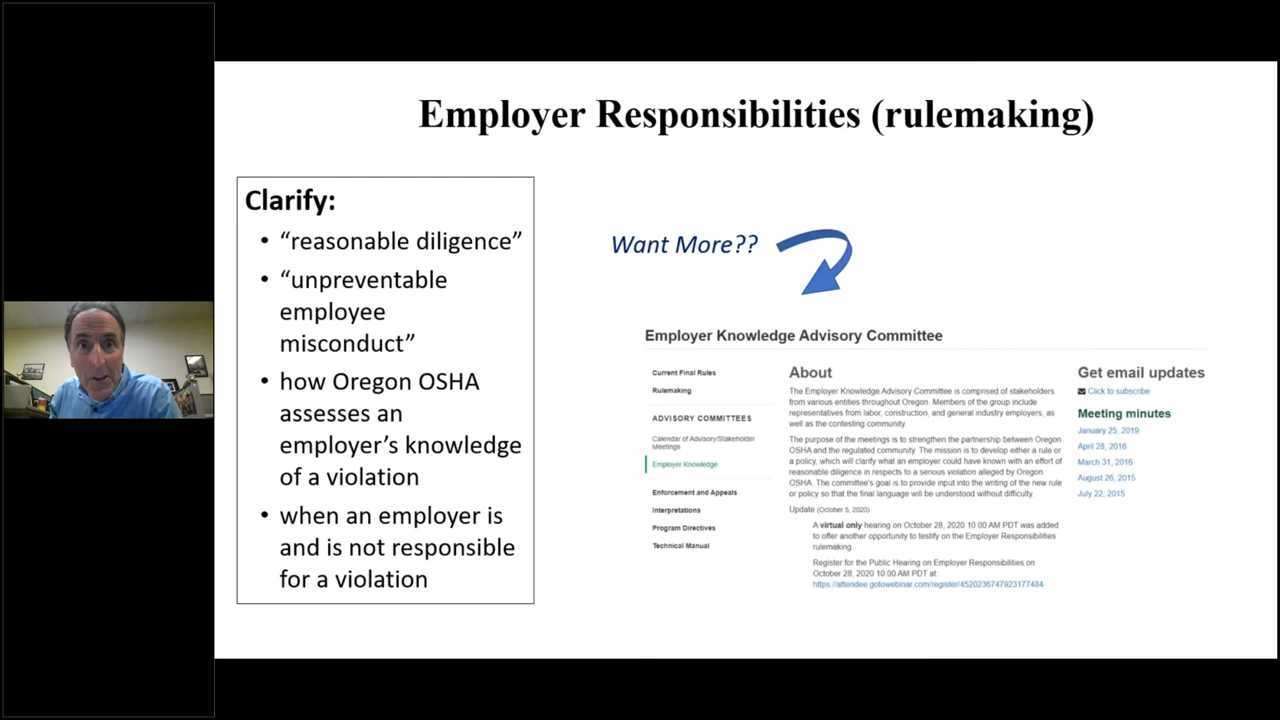 Employer Responsibilities (rulemaking)
Clarify:
• “reasonable diligence”
• “unpreventable
employee
misconduct”
• how Oregon OSHA
assesses an
employer’s knowledge
of a violation
• when an employer is
and is not responsible
for a violation
Want More??
Employer Knowledge Advisory Committee
Current Final Rules
Rulemaking
ADVISORY COMMITTEES
Calendar of Advisory/Stakeholder
Meetings
Employer Knowledge
Enforcement and Appeals
Interpretations
Program Directives
Technical Manual
About
The Employer Knowledge Advisory Committee is comprised of stakeholders
from various entities throughout Oregon. Members of the group include
representatives from labor, construction, and general industry employers, as
well as the contesting community.
The purpose of the meetings is to strengthen the partnership between Oregon
OSHA and the regulated community. The mission is to develop either a rule or
a policy, which will clarify what an employer could have known with an effort of
reasonable diligence in respects to a serious violation alleged by Oregon
OSHA. The committee's goal is to provide input into the writing of the new rule
or policy so that the final language will be understood without difficulty.
Update (October 5, 2020)
A virtual only hearing on October 28, 2020 10:00 AM PDT was added
to offer another opportunity to testify on the Employer Responsibilities
rulemaking.
Register for the Public Hearing on Employer Responsibilities on
October 28, 2020 10:00 AM PDT at:
https://attendee.gotowebinar.com/register/4520236747923177484
Get email updates
Click to subscribe
Meeting minutes
January 25, 2019
April 28, 2016
March 31, 2016
August 26, 2015
July 22, 2015